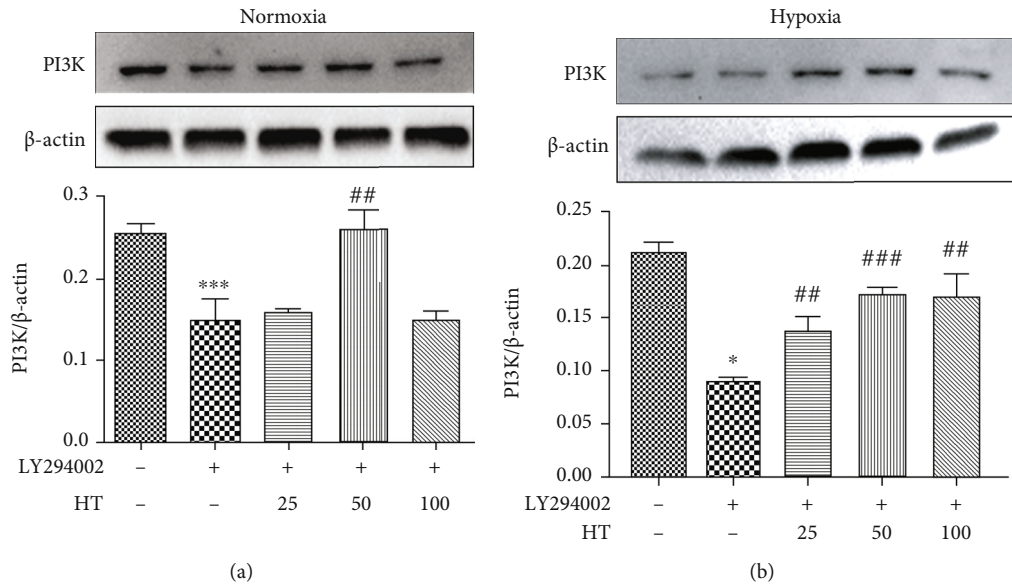 Normoxia
PI3K
β-actin
0.3
0.2
0.1
0.0
PI3K/β-actin
***
##
LY294002 – + + + +
HT – – 25 50 100
(a)
Hypoxia
PI3K
β-actin
0.25
0.20
0.15
0.10
0.05
0.00
PI3K/β-actin
*
##
###
##
LY294002 – + + + +
HT – – 25 50 100
(b)